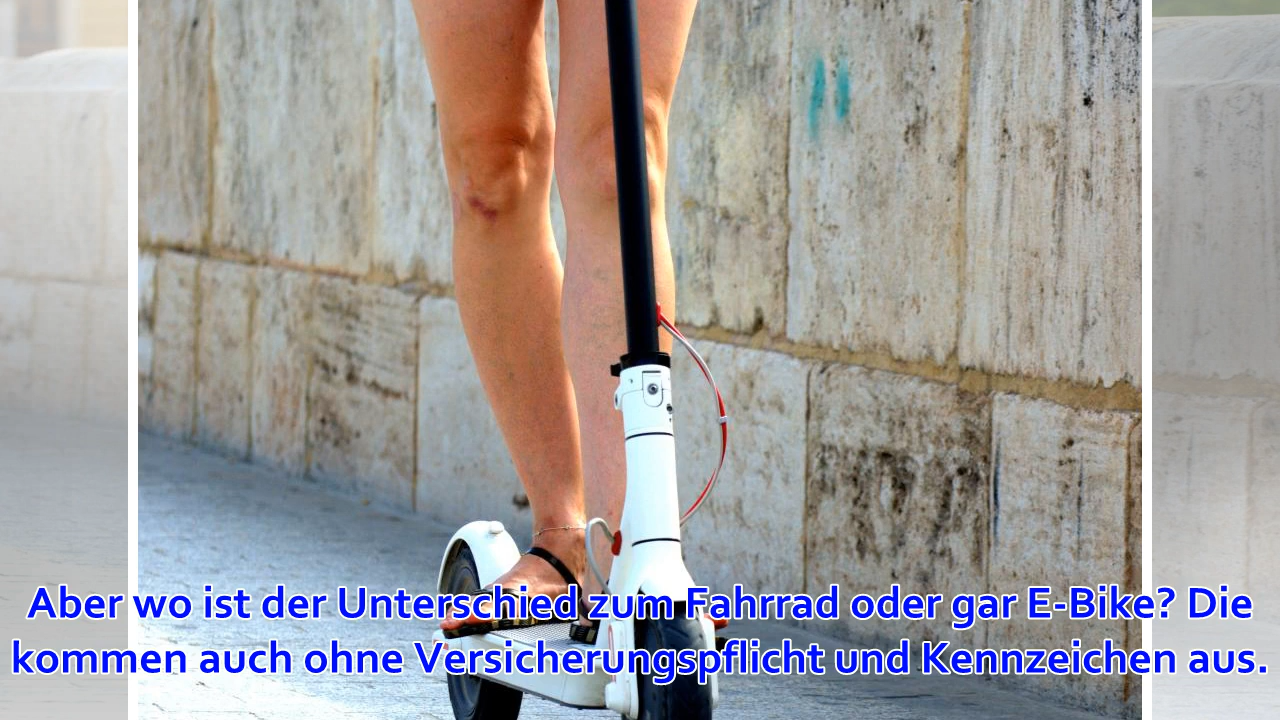 Aber wo ist der Unterschied zum Fahrrad oder gar E-Bike? Die
kommen auch ohne Versicherungspflicht und Kennzeichen aus.